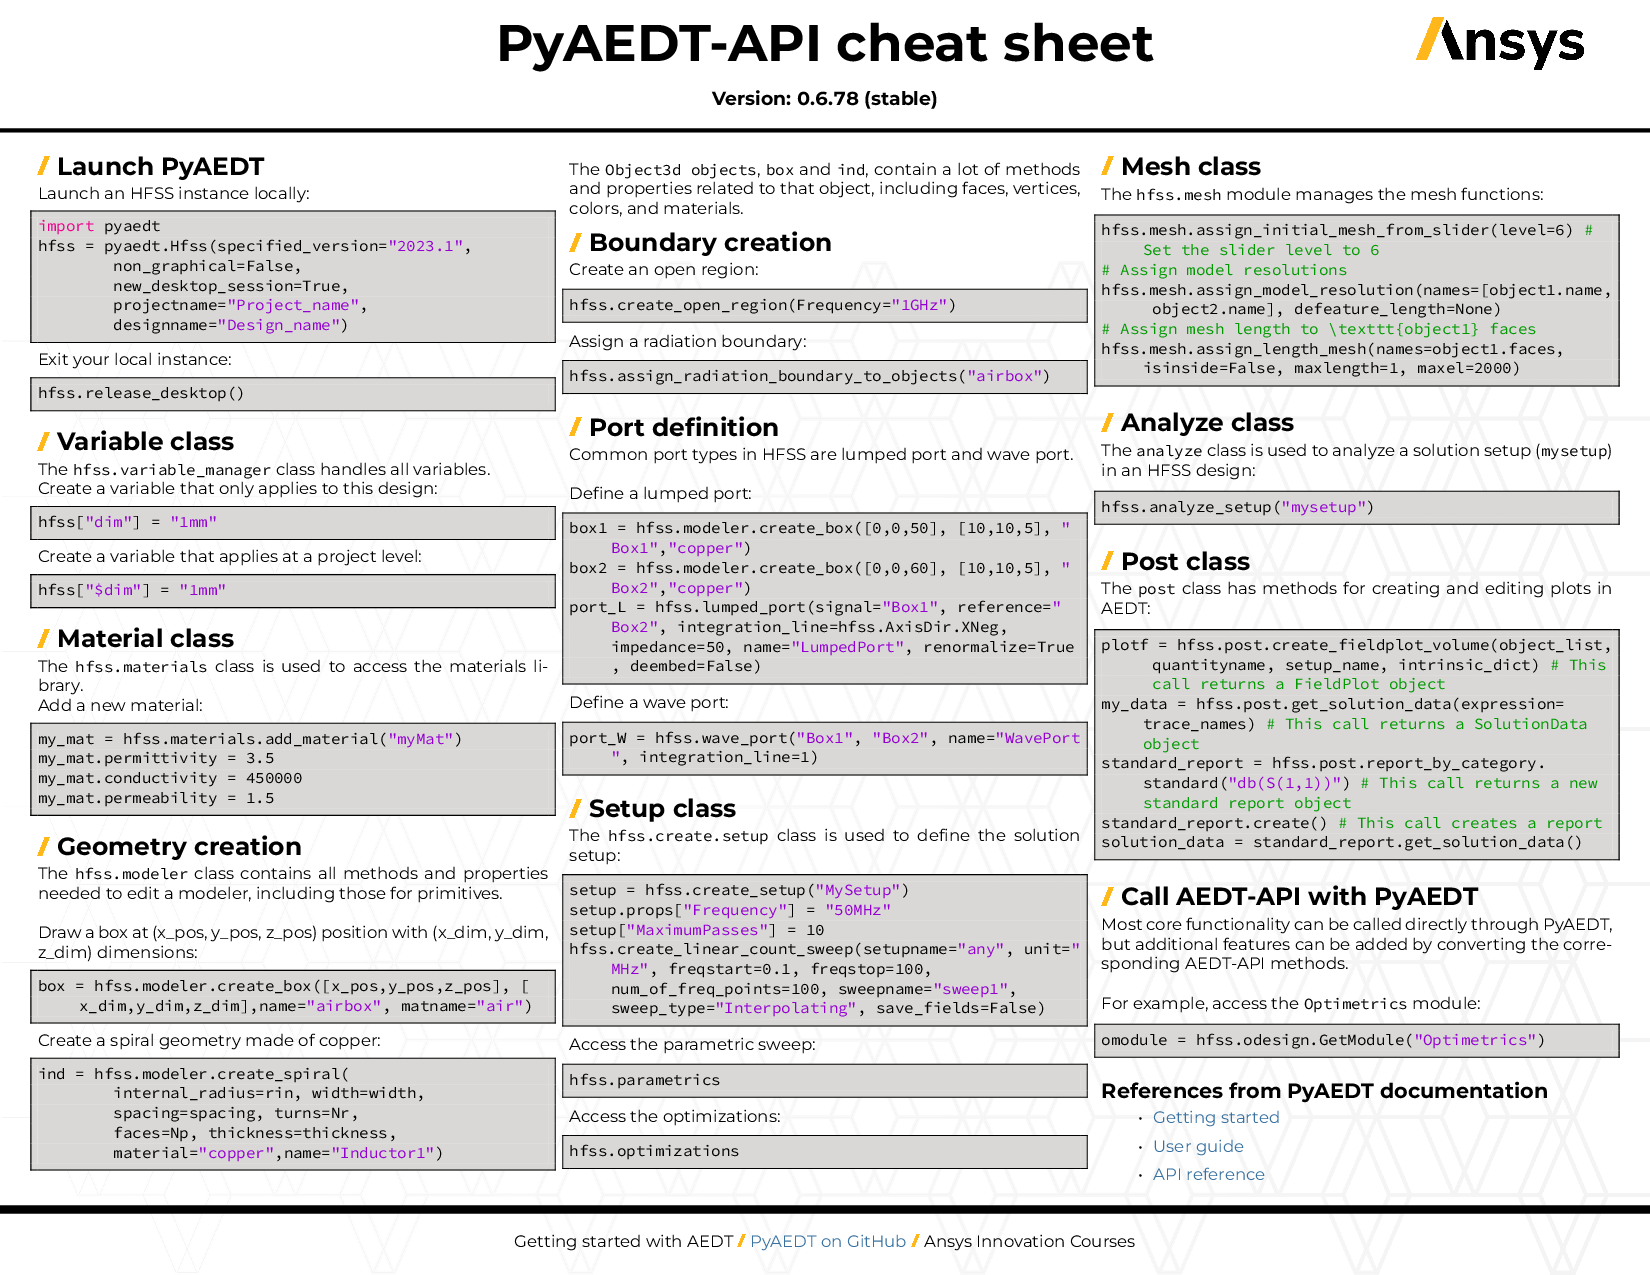 PyAEDT-API cheat sheet
Ansys
Version: 0.6.78 (stable)
Launch PyAEDT
Launch an HFSS instance locally:
import pyaedt
hfss = pyaedt.Hfss(specified_version="2023.1",
non_graphical=False,
new_desktop_session=True,
projectname="Project_name",
designname="Design_name")
Exit your local instance:
hfss.release_desktop()
Variable class
The hfss.variable_manager class handles all variables.
Create a variable that only applies to this design:
hfss["dim"] = "1mm"
Create a variable that applies at a project level:
hfss["$dim"] = "1mm"
Material class
The hfss.materials class is used to access the materials li-
brary.
Add a new material:
my_mat = hfss.materials.add_material("myMat")
my_mat.permittivity = 3.5
my_mat.conductivity = 450000
my_mat.permeability = 1.5
Geometry creation
The hfss.modeler class contains all methods and properties
needed to edit a modeler, including those for primitives.
Draw a box at (x_pos, y_pos, z_pos) position with (x_dim, y_dim,
z_dim) dimensions:
box = hfss.modeler.create_box([x_pos,y_pos,z_pos], [
x_dim,y_dim,z_dim],name="airbox", matname="air")
Create a spiral geometry made of copper:
ind = hfss.modeler.create_spiral(
internal_radius=rin, width=width,
spacing=spacing, turns=Nr,
faces=Np, thickness=thickness,
material="copper",name="Inductor1")
The Object3d objects, box and ind, contain a lot of methods
and properties related to that object, including faces, vertices,
colors, and materials.
Boundary creation
Create an open region:
hfss.create_open_region(Frequency="1GHz")
Assign a radiation boundary:
hfss.assign_radiation_boundary_to_objects("airbox")
Port definition
Common port types in HFSS are lumped port and wave port.
Define a lumped port:
box1 = hfss.modeler.create_box([0,0,50], [10,10,5], "
Box1","copper")
box2 = hfss.modeler.create_box([0,0,60], [10,10,5], "
Box2","copper")
port_L = hfss.lumped_port(signal="Box1", reference="
Box2", integration_line=hfss.AxisDir.XNeg,
impedance=50, name="LumpedPort", renormalize=True
, deembed=False)
Define a wave port:
port_W = hfss.wave_port("Box1", "Box2", name="WavePort
", integration_line=1)
Setup class
The hfss.create.setup class is used to define the solution
setup:
setup = hfss.create_setup("MySetup")
setup.props["Frequency"] = "50MHz"
setup["MaximumPasses"] = 10
hfss.create_linear_count_sweep(setupname="any", unit="
MHz", freqstart=0.1, freqstop=100,
num_of_freq_points=100, sweepname="sweep1",
sweep_type="Interpolating", save_fields=False)
Access the parametric sweep:
hfss.parametrics
Access the optimizations:
hfss.optimizations
Mesh class
The hfss.mesh module manages the mesh functions:
hfss.mesh.assign_initial_mesh_from_slider(level=6) #
Set the slider level to 6
# Assign model resolutions
hfss.mesh.assign_model_resolution(names=[object1.name,
object2.name], defeature_length=None)
# Assign mesh length to \texttt{object1} faces
hfss.mesh.assign_length_mesh(names=object1.faces,
isinside=False, maxlength=1, maxel=2000)
Analyze class
The analyze class is used to analyze a solution setup (mysetup)
in an HFSS design:
hfss.analyze_setup("mysetup")
Post class
The post class has methods for creating and editing plots in
AEDT:
plotf = hfss.post.create_fieldplot_volume(object_list,
quantityname, setup_name, intrinsic_dict) # This
call returns a FieldPlot object
my_data = hfss.post.get_solution_data(expression=
trace_names) # This call returns a SolutionData
object
standard_report = hfss.post.report_by_category.
standard("db(S(1,1))") # This call returns a new
standard report object
standard_report.create() # This call creates a report
solution_data = standard_report.get_solution_data()
Call AEDT-API with PyAEDT
Most core functionality can be called directly through PyAEDT,
but additional features can be added by converting the corre-
sponding AEDT-API methods.
For example, access the Optimetrics module:
omodule = hfss.odesign.GetModule("Optimetrics")
References from PyAEDT documentation
• Getting started
• User guide
• API reference
Getting started with AEDT / PyAEDT on GitHub / Ansys Innovation Courses